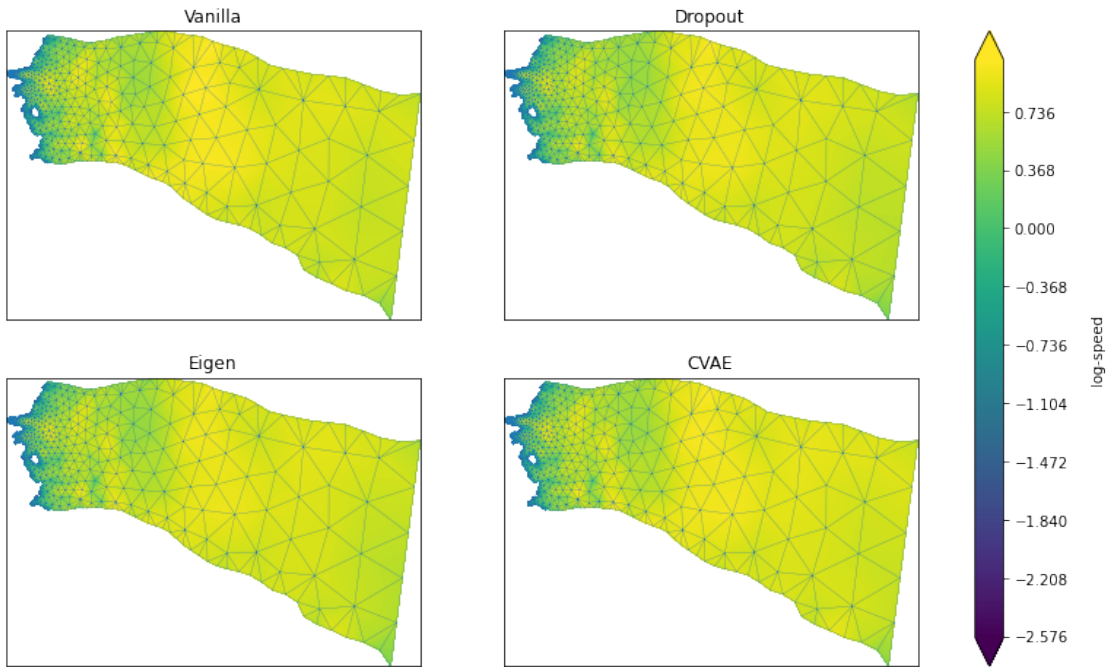 Vanilla
Dropout
Eigen
CVAE
0.736
0.368
0.000
−0.368
−0.736
−1.104
−1.472
−1.840
−2.208
−2.576
log-speed